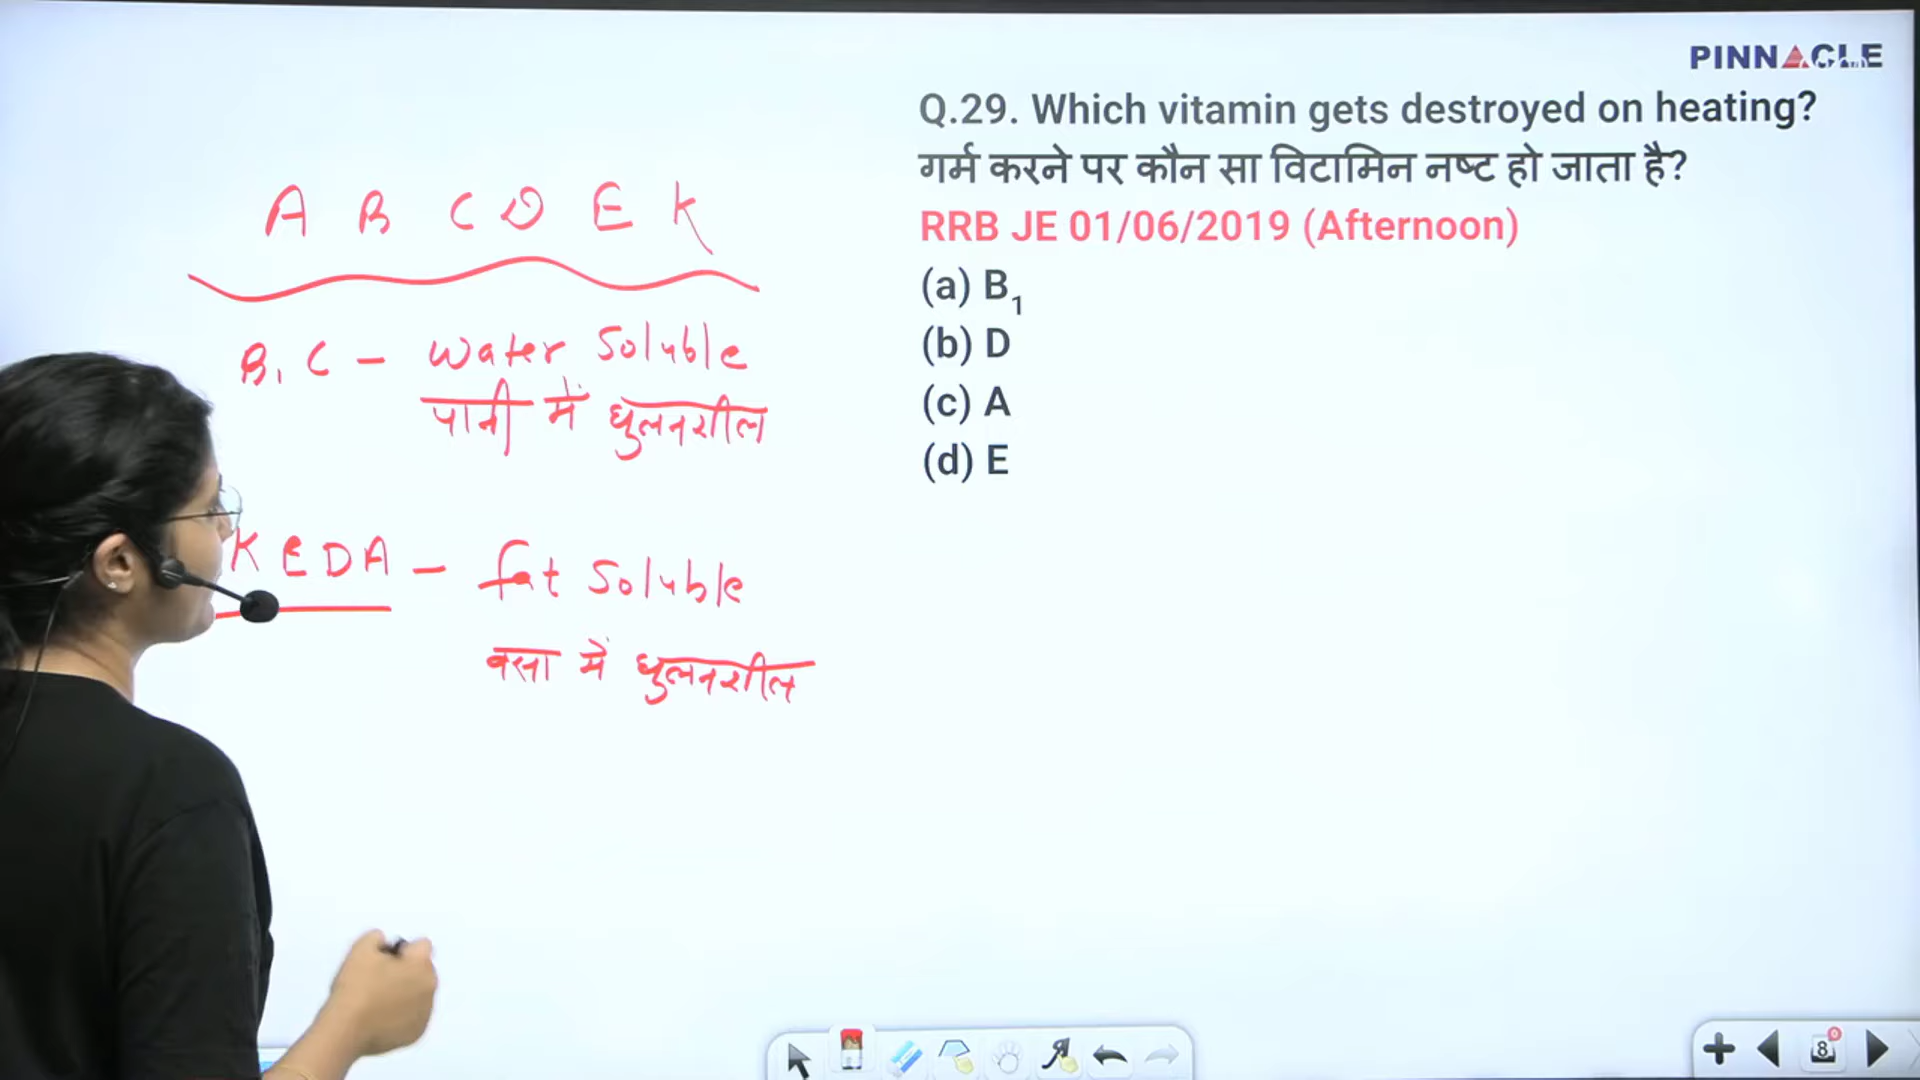 PINNACLE
Q.29. Which vitamin gets destroyed on heating?
गर्म करने पर कौन सा विटामिन नष्ट हो जाता है?
RRB JE 01/06/2019 (Afternoon)
(a) B₁
(b) D
(c) A
(d) E
A B C D E K
B, C - Water Soluble
पानी में घुलनशील
KEDA - fat Soluble
वसा में घुलनशील
8